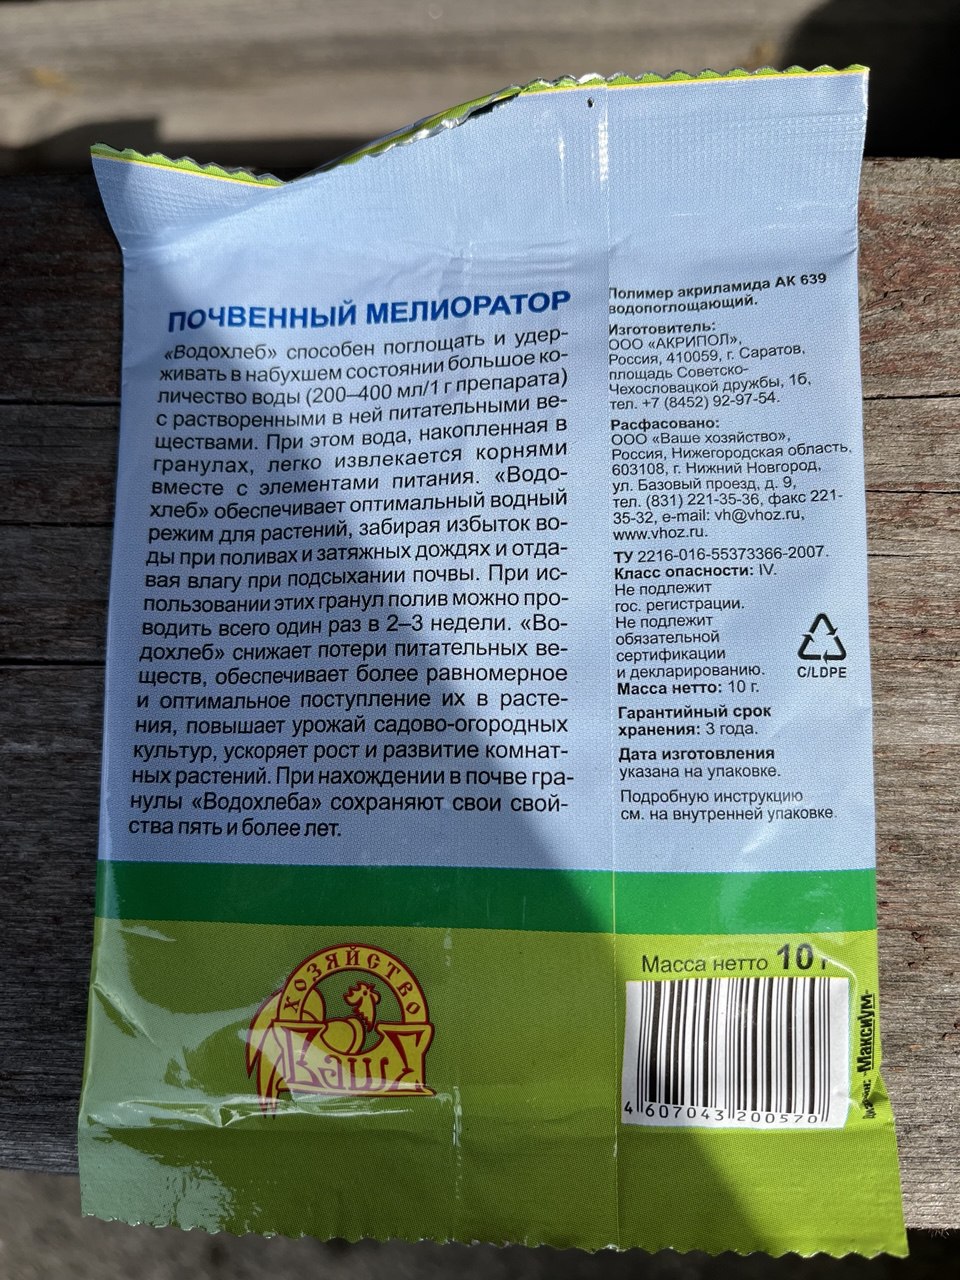 ПОЧВЕННЫЙ МЕЛИОРАТОР
«Водохлеб» способен поглощать и удер-
живать в набухшем состоянии большое ко-
личество воды (200–400 мл/1 г препарата)
с растворенными в ней питательными ве-
ществами. При этом вода, накопленная в
гранулах, легко извлекается корнями
вместе с элементами питания. «Водо-
хлеб» обеспечивает оптимальный водный
режим для растений, забирая избыток во-
ды при поливах и затяжных дождях и отда-
вая влагу при подсыхании почвы. При ис-
пользовании этих гранул полив можно про-
водить всего один раз в 2–3 недели. «Во-
дохлеб» снижает потери питательных ве-
ществ, обеспечивает более равномерное
и оптимальное поступление их в расте-
ния, повышает урожай садово-огородных
культур, ускоряет рост и развитие комнат-
ных растений. При нахождении в почве гра-
нулы «Водохлеба» сохраняют свои свой-
ства пять и более лет.
Полимер акриламида АК 639
водопоглощающий.
Изготовитель:
ООО «АКРИПОЛ»,
Россия, 410059, г. Саратов,
площадь Советско-
Чехословацкой дружбы, 1б,
тел. +7 (8452) 92-97-54.
Расфасовано:
ООО «Ваше хозяйство»,
Россия, Нижегородская область,
603108, г. Нижний Новгород,
ул. Базовый проезд, д. 9,
тел. (831) 221-35-36, факс 221-
35-32, e-mail: vh@vhoz.ru,
www.vhoz.ru.
ТУ 2216-016-55373366-2007.
Класс опасности: IV.
Не подлежит
гос. регистрации.
Не подлежит
обязательной
сертификации
и декларированию.
C/LDPE
Масса нетто: 10 г.
Гарантийный срок
хранения: 3 года.
Дата изготовления
указана на упаковке.
Подробную инструкцию
см. на внутренней упаковке.
ХОЗЯЙСТВО
ВАШЕ
Масса нетто 10 г
4 607043 200570
МаксиУм